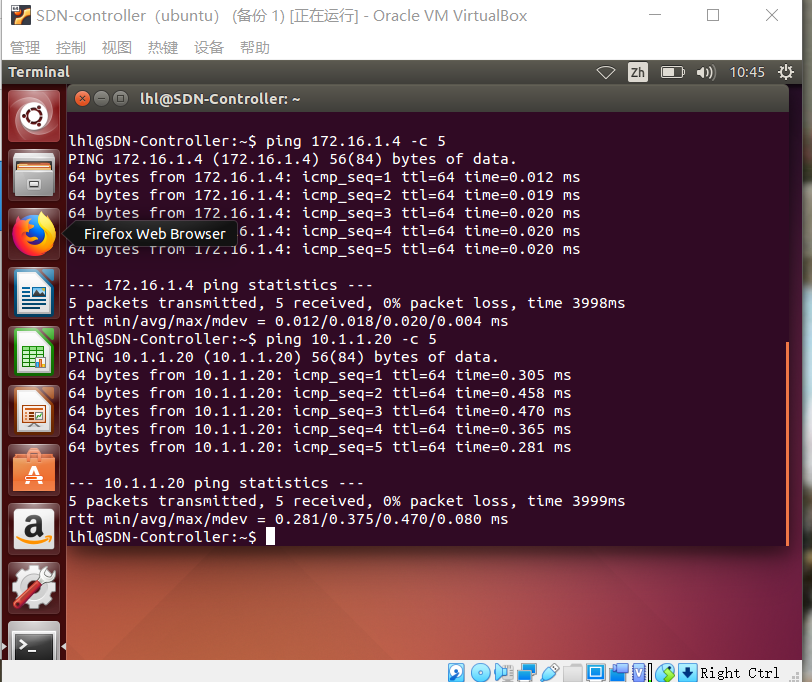 SDN-controller（ubuntu） (备份 1) [正在运行] - Oracle VM VirtualBox
管理 控制 视图 热键 设备 帮助
Terminal Zh 10:45
lhl@SDN-Controller: ~
lhl@SDN-Controller:~$ ping 172.16.1.4 -c 5
PING 172.16.1.4 (172.16.1.4) 56(84) bytes of data.
64 bytes from 172.16.1.4: icmp_seq=1 ttl=64 time=0.012 ms
64 bytes from 172.16.1.4: icmp_seq=2 ttl=64 time=0.019 ms
64 bytes from 172.16.1.4: icmp_seq=3 ttl=64 time=0.020 ms
Firefox Web Browser
.16.1.4: icmp_seq=4 ttl=64 time=0.020 ms
64 bytes from 172.16.1.4: icmp_seq=5 ttl=64 time=0.020 ms
--- 172.16.1.4 ping statistics ---
5 packets transmitted, 5 received, 0% packet loss, time 3998ms
rtt min/avg/max/mdev = 0.012/0.018/0.020/0.004 ms
lhl@SDN-Controller:~$ ping 10.1.1.20 -c 5
PING 10.1.1.20 (10.1.1.20) 56(84) bytes of data.
64 bytes from 10.1.1.20: icmp_seq=1 ttl=64 time=0.305 ms
64 bytes from 10.1.1.20: icmp_seq=2 ttl=64 time=0.458 ms
64 bytes from 10.1.1.20: icmp_seq=3 ttl=64 time=0.470 ms
64 bytes from 10.1.1.20: icmp_seq=4 ttl=64 time=0.365 ms
64 bytes from 10.1.1.20: icmp_seq=5 ttl=64 time=0.281 ms
--- 10.1.1.20 ping statistics ---
5 packets transmitted, 5 received, 0% packet loss, time 3999ms
rtt min/avg/max/mdev = 0.281/0.375/0.470/0.080 ms
lhl@SDN-Controller:~$
Right Ctrl